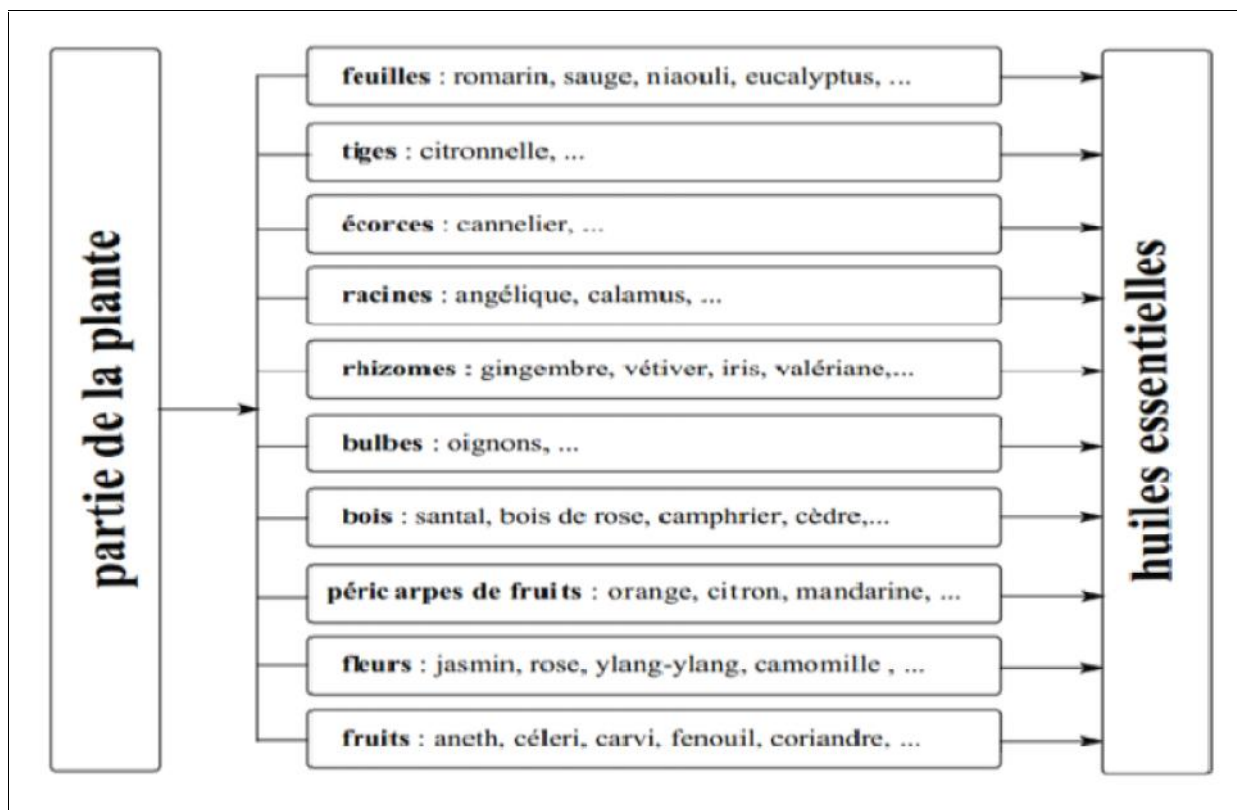 partie de la plante
feuilles : romarin, sauge, niaouli, eucalyptus, ...
tiges : citronnelle, ...
écorces : cannelier, ...
racines : angélique, calamus, ...
rhizomes : gingembre, vétiver, iris, valériane,...
bulbes : oignons, ...
bois : santal, bois de rose, camphrier, cèdre,...
péric arpes de fruits : orange, citron, mandarine, ...
fleurs : jasmin, rose, ylang-ylang, camomille , ...
fruits : aneth, céleri, carvi, fenouil, coriandre, ...
huiles essentielles